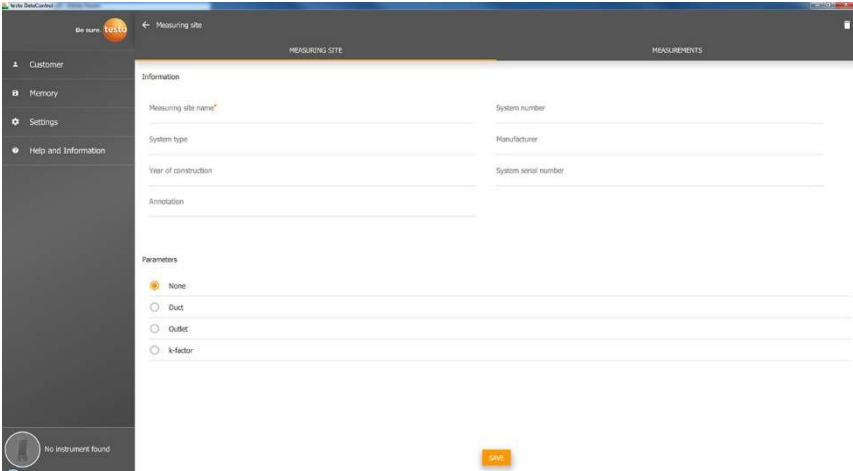 testo DataControl
Be sure. testo
Measuring site
MEASURING SITE
MEASUREMENTS
Customer
Memory
Settings
Help and Information
Information
Measuring site name*
System number
System type
Manufacturer
Year of construction
System serial number
Annotation
Parameters
None
Duct
Outlet
k-factor
No instrument found
SAVE